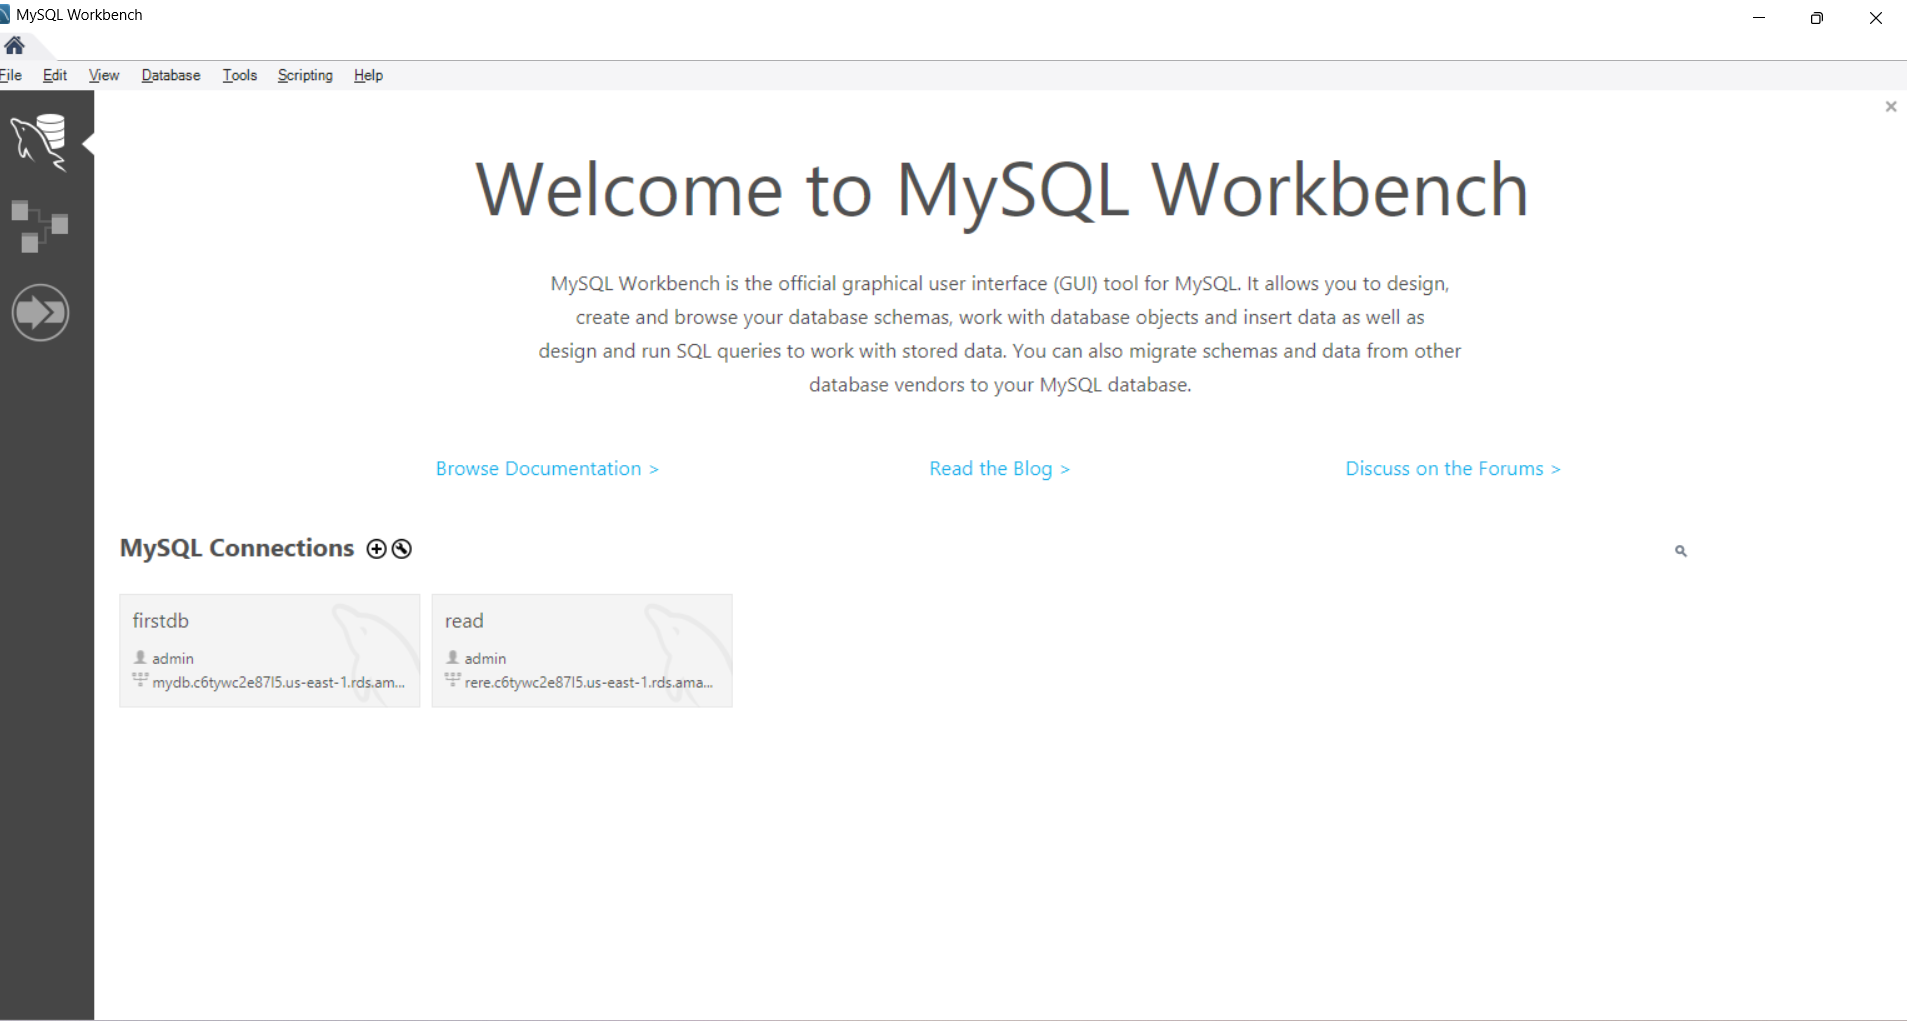 MySQL Workbench
File Edit View Database Tools Scripting Help
Welcome to MySQL Workbench
MySQL Workbench is the official graphical user interface (GUI) tool for MySQL. It allows you to design,
create and browse your database schemas, work with database objects and insert data as well as
design and run SQL queries to work with stored data. You can also migrate schemas and data from other
database vendors to your MySQL database.
Browse Documentation > Read the Blog > Discuss on the Forums >
MySQL Connections
firstdb
admin
mydb.c6tywc2e87l5.us-east-1.rds.am...
read
admin
rere.c6tywc2e87l5.us-east-1.rds.ama...